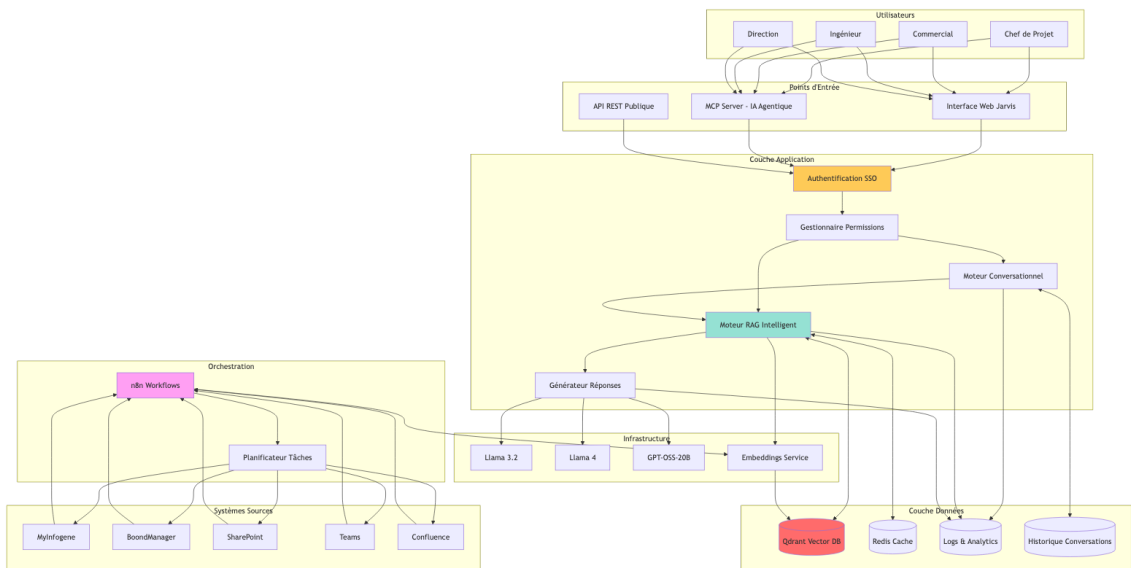 Utilisateurs
Direction
Ingénieur
Commercial
Chef de Projet
Points d'Entrée
API REST Publique
MCP Server - IA Agentique
Interface Web Jarvis
Couche Application
Authentification SSO
Gestionnaire Permissions
Moteur Conversationnel
Moteur RAG Intelligent
Orchestration
n8n Workflows
Générateur Réponses
Planificateur Tâches
Infrastructure
Llama 3.2
Llama 4
GPT-OSS-20B
Embeddings Service
Systèmes Sources
MyInfogene
BoondManager
SharePoint
Teams
Confluence
Couche Données
Qdrant Vector DB
Redis Cache
Logs & Analytics
Historique Conversations